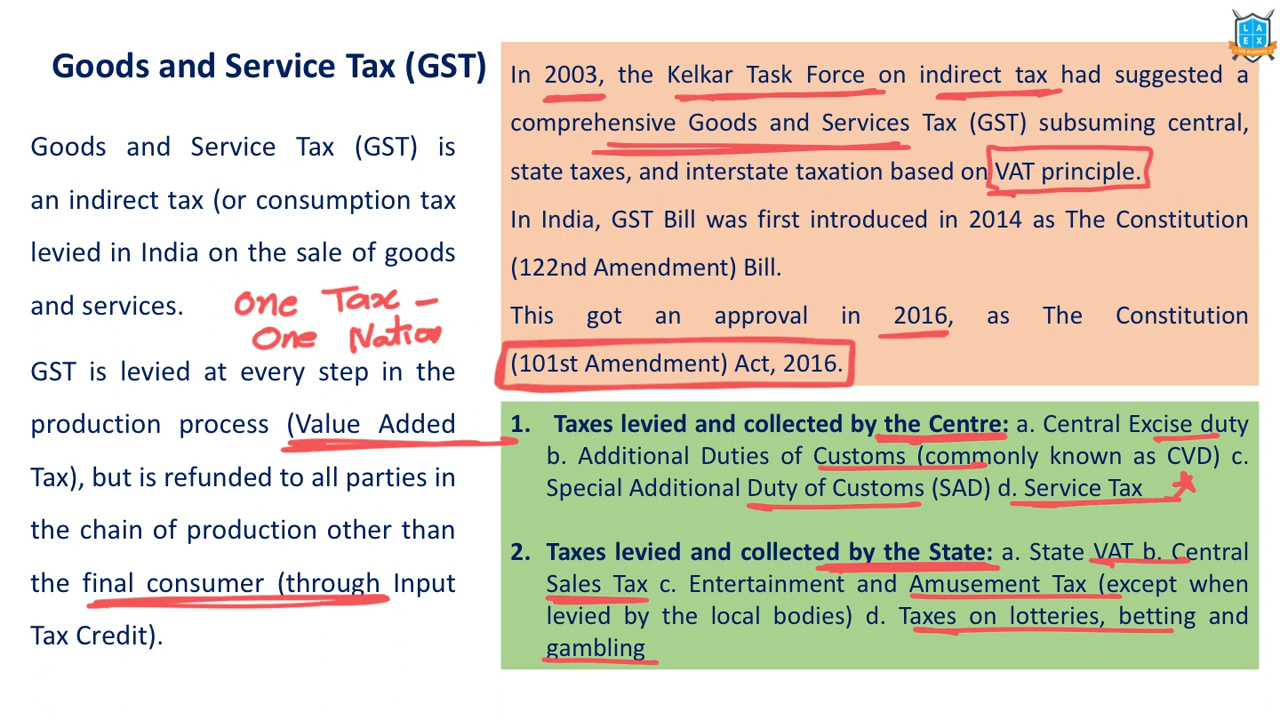 Goods and Service Tax (GST)
Goods and Service Tax (GST) is
an indirect tax (or consumption tax
levied in India on the sale of goods
and services.
One Tax –
One Nation
GST is levied at every step in the
production process (Value Added
Tax), but is refunded to all parties in
the chain of production other than
the final consumer (through Input
Tax Credit).
In 2003, the Kelkar Task Force on indirect tax had suggested a
comprehensive Goods and Services Tax (GST) subsuming central,
state taxes, and interstate taxation based on VAT principle.
In India, GST Bill was first introduced in 2014 as The Constitution
(122nd Amendment) Bill.
This got an approval in 2016, as The Constitution
(101st Amendment) Act, 2016.
1. Taxes levied and collected by the Centre: a. Central Excise duty
b. Additional Duties of Customs (commonly known as CVD) c.
Special Additional Duty of Customs (SAD) d. Service Tax
2. Taxes levied and collected by the State: a. State VAT b. Central
Sales Tax c. Entertainment and Amusement Tax (except when
levied by the local bodies) d. Taxes on lotteries, betting and
gambling
L A
E X